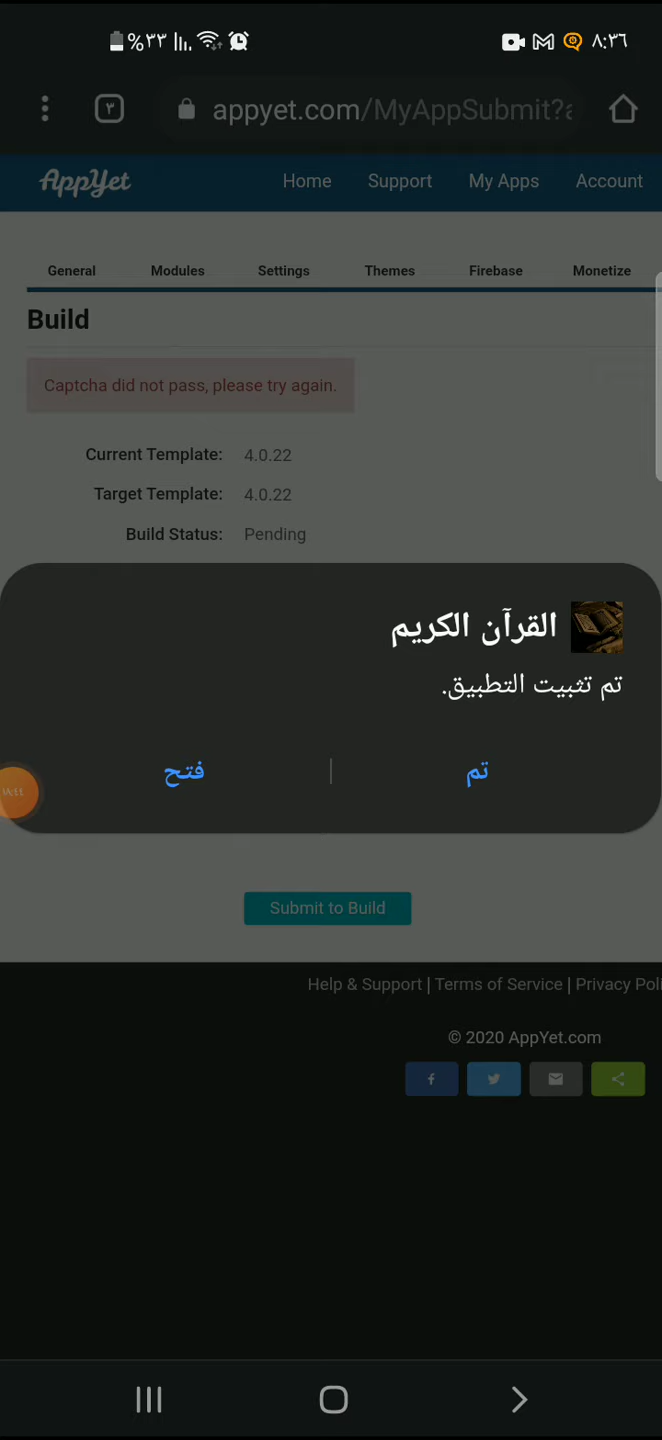 %٣٣
٨:٣٦
٣
appyet.com/MyAppSubmit?a
AppYet
Home Support My Apps Account
General Modules Settings Themes Firebase Monetize
Build
Captcha did not pass, please try again.
Current Template: 4.0.22
Target Template: 4.0.22
Build Status: Pending
القرآن الكريم
تم تثبيت التطبيق.
تم
فتح
Submit to Build
Help & Support | Terms of Service | Privacy Poli
© 2020 AppYet.com